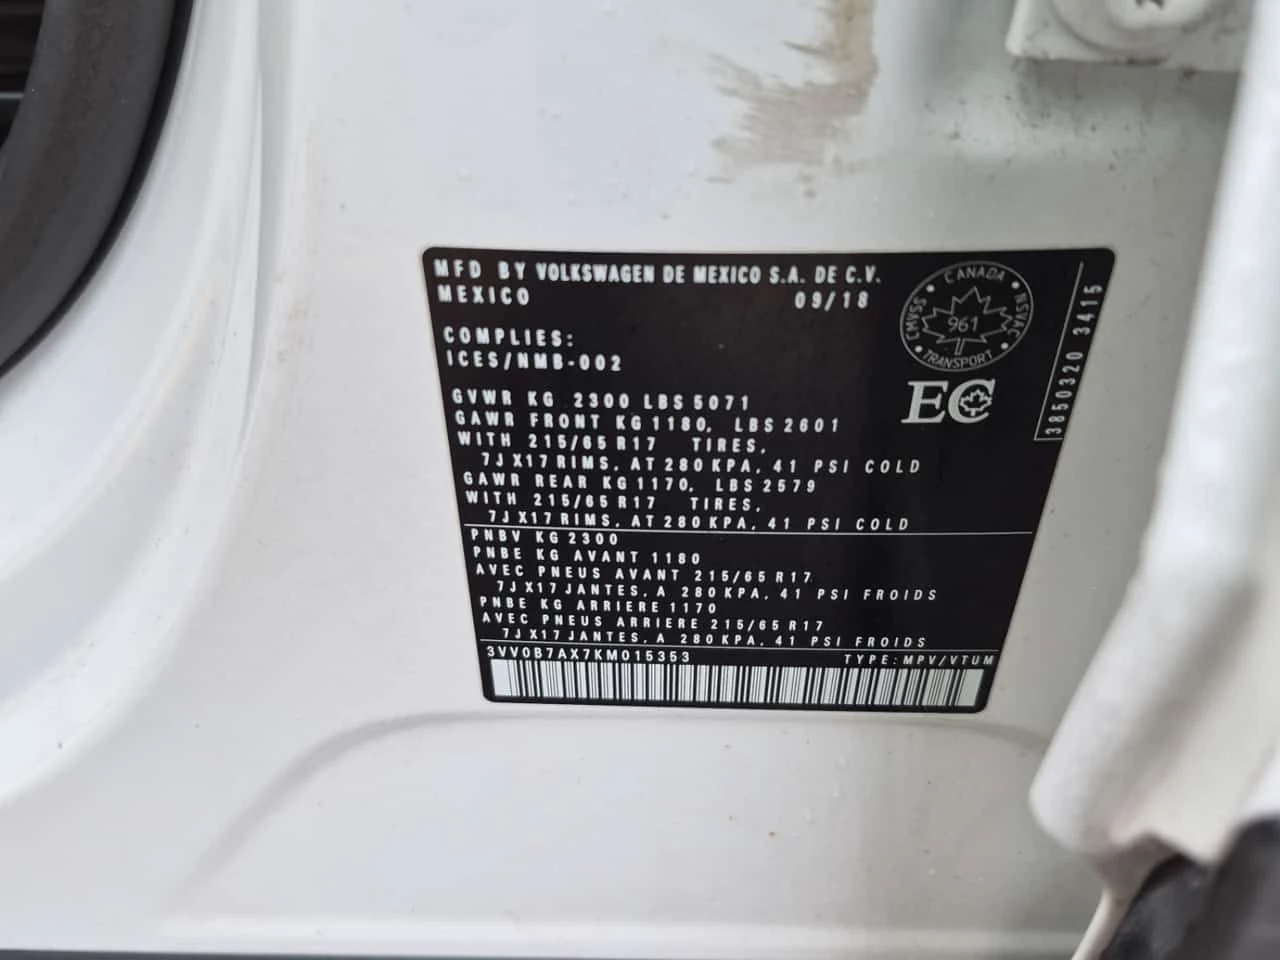 MFD BY VOLKSWAGEN DE MEXICO S.A. DE C.V.
MEXICO 09/18
CANADA
CMVSS NSVAC
961
TRANSPORT
EC
3850320 3415
COMPLIES:
ICES/NMB-002
GVWR KG 2300 LBS 5071
GAWR FRONT KG 1180, LBS 2601
WITH 215/65 R17 TIRES,
7J X17 RIMS, AT 280 KPA, 41 PSI COLD
GAWR REAR KG 1170, LBS 2579
WITH 215/65 R17 TIRES,
7J X17 RIMS, AT 280 KPA, 41 PSI COLD
PNBV KG 2300
PNBE KG AVANT 1180
AVEC PNEUS AVANT 215/65 R17
7J X17 JANTES, A 280 KPA, 41 PSI FROIDS
PNBE KG ARRIERE 1170
AVEC PNEUS ARRIERE 215/65 R17
7J X17 JANTES, A 280 KPA, 41 PSI FROIDS
3VV0B7AX7KM015353 TYPE: MPV/VTUM